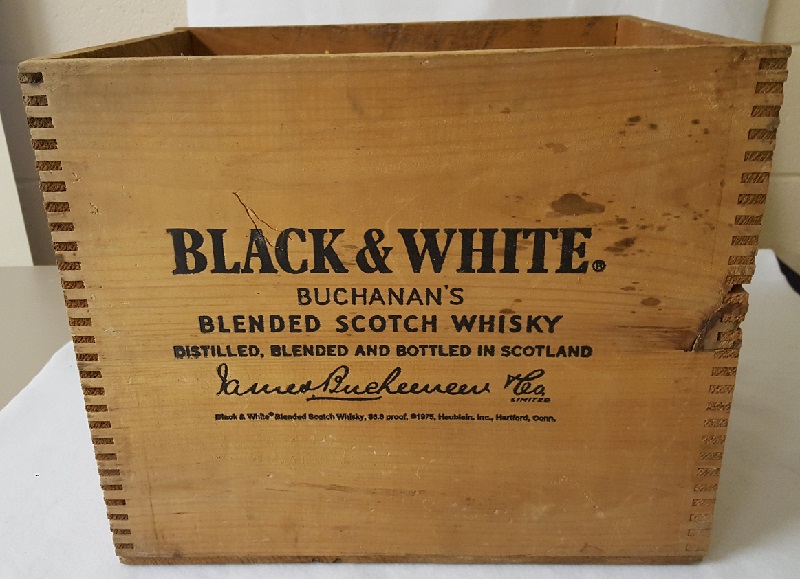 BLACK & WHITE®
BUCHANAN'S
BLENDED SCOTCH WHISKY
DISTILLED, BLENDED AND BOTTLED IN SCOTLAND
James Buchanan & Co.
LIMITED
Black & White® Blended Scotch Whisky, 86.8 proof. ©1975, Heublein, Inc., Hartford, Conn.